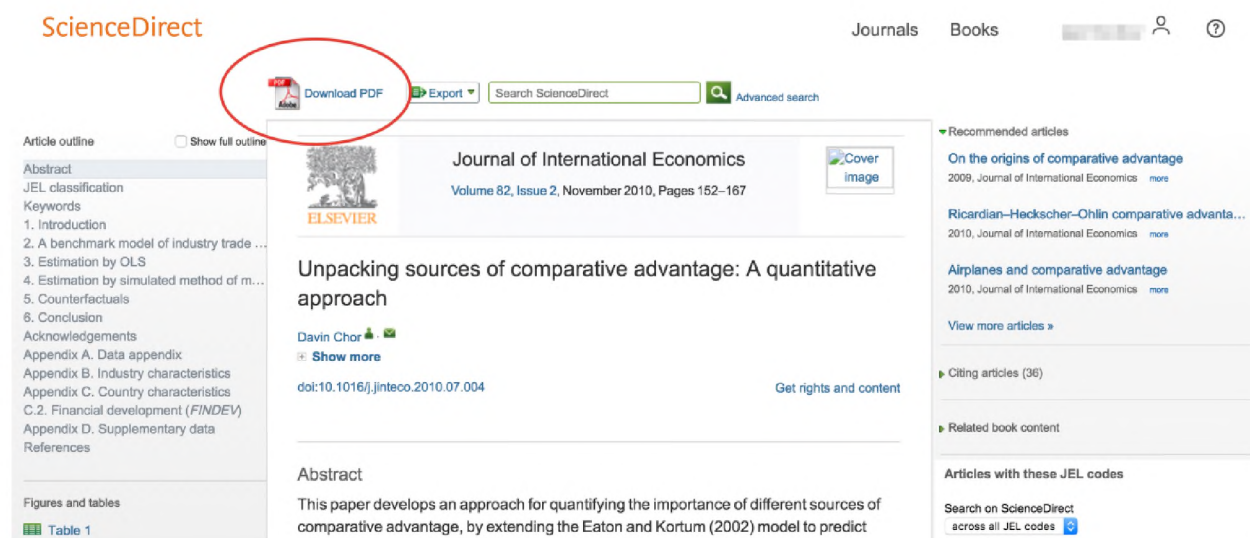 ScienceDirect
Journals
Books
?
PDF
Adobe
Download PDF
Export
Search ScienceDirect
Advanced search
Article outline
Show full outline
Abstract
JEL classification
Keywords
1. Introduction
2. A benchmark model of industry trade ...
3. Estimation by OLS
4. Estimation by simulated method of m...
5. Counterfactuals
6. Conclusion
Acknowledgements
Appendix A. Data appendix
Appendix B. Industry characteristics
Appendix C. Country characteristics
C.2. Financial development (FINDEV)
Appendix D. Supplementary data
References
Figures and tables
Table 1
ELSEVIER
Journal of International Economics
Volume 82, Issue 2, November 2010, Pages 152–167
Cover
image
Unpacking sources of comparative advantage: A quantitative
approach
Davin Chor
Show more
doi:10.1016/j.jinteco.2010.07.004
Get rights and content
Abstract
This paper develops an approach for quantifying the importance of different sources of
comparative advantage, by extending the Eaton and Kortum (2002) model to predict
Recommended articles
On the origins of comparative advantage
2009, Journal of International Economics more
Ricardian–Heckscher–Ohlin comparative advanta...
2010, Journal of International Economics more
Airplanes and comparative advantage
2010, Journal of International Economics more
View more articles »
Citing articles (36)
Related book content
Articles with these JEL codes
Search on ScienceDirect
across all JEL codes